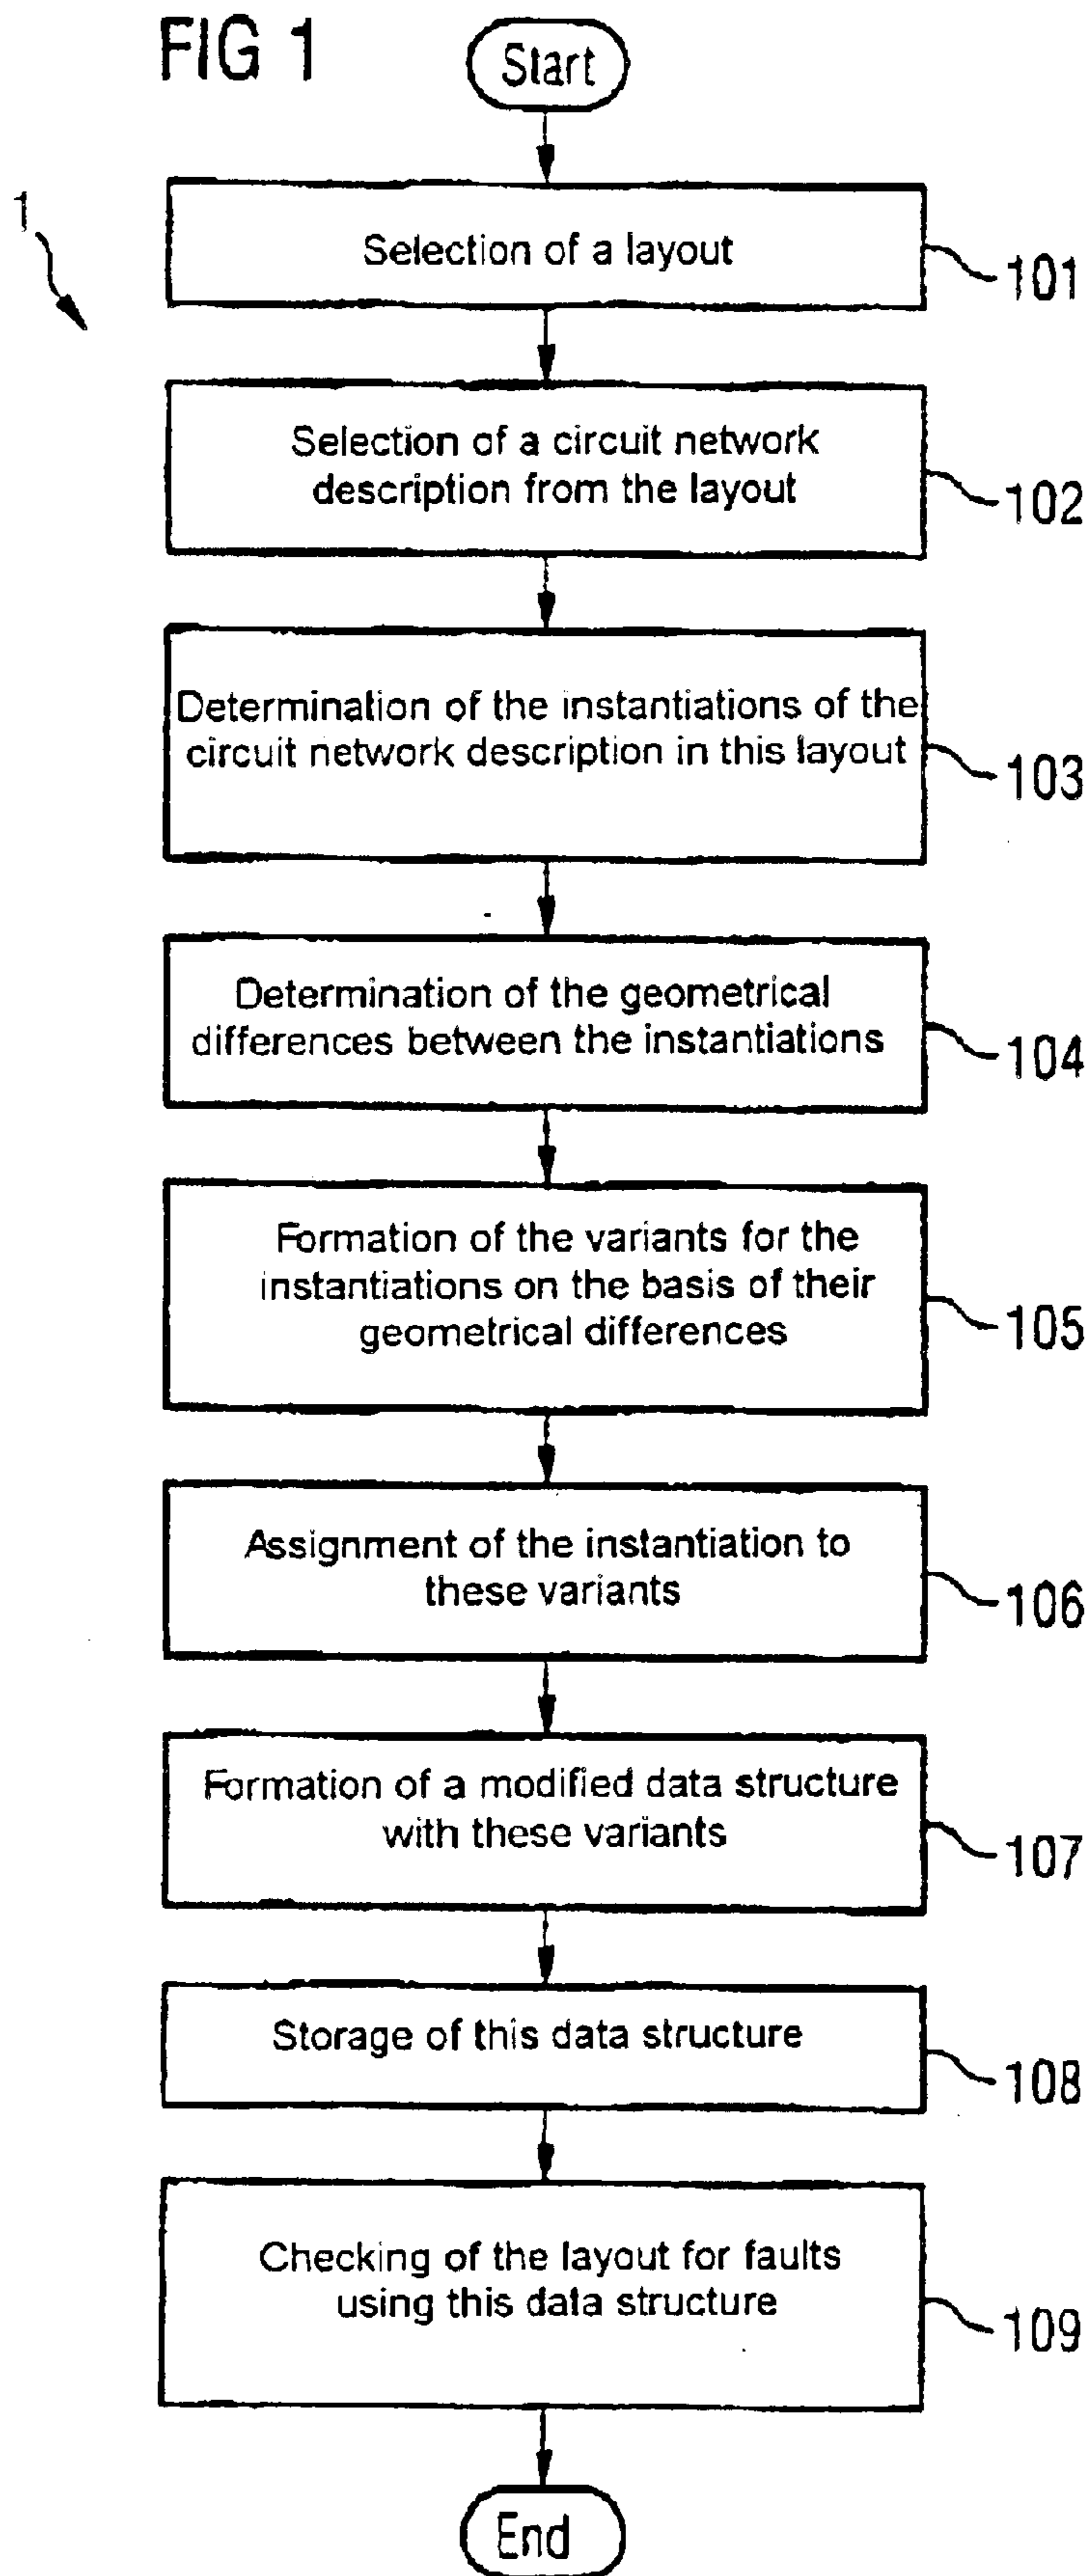 FIG 1
Start
1
Selection of a layout
101
Selection of a circuit network
description from the layout
102
Determination of the instantiations of the
circuit network description in this layout
103
Determination of the geometrical
differences between the instantiations
104
Formation of the variants for the
instantiations on the basis of their
geometrical differences
105
Assignment of the instantiation to
these variants
106
Formation of a modified data structure
with these variants
107
Storage of this data structure
108
Checking of the layout for faults
using this data structure
109
End